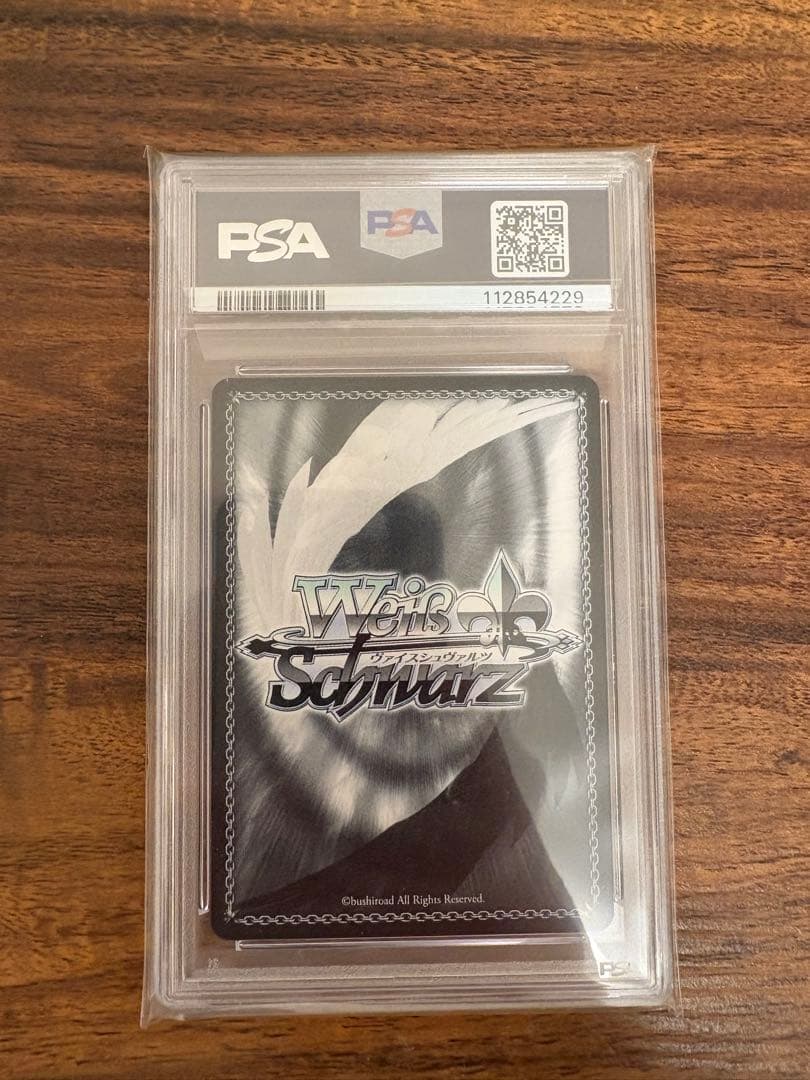 PSA
PSA
112854229
Weiß
ヴァイスシュヴァルツ
Schwarz
©bushiroad All Rights Reserved.
PSA